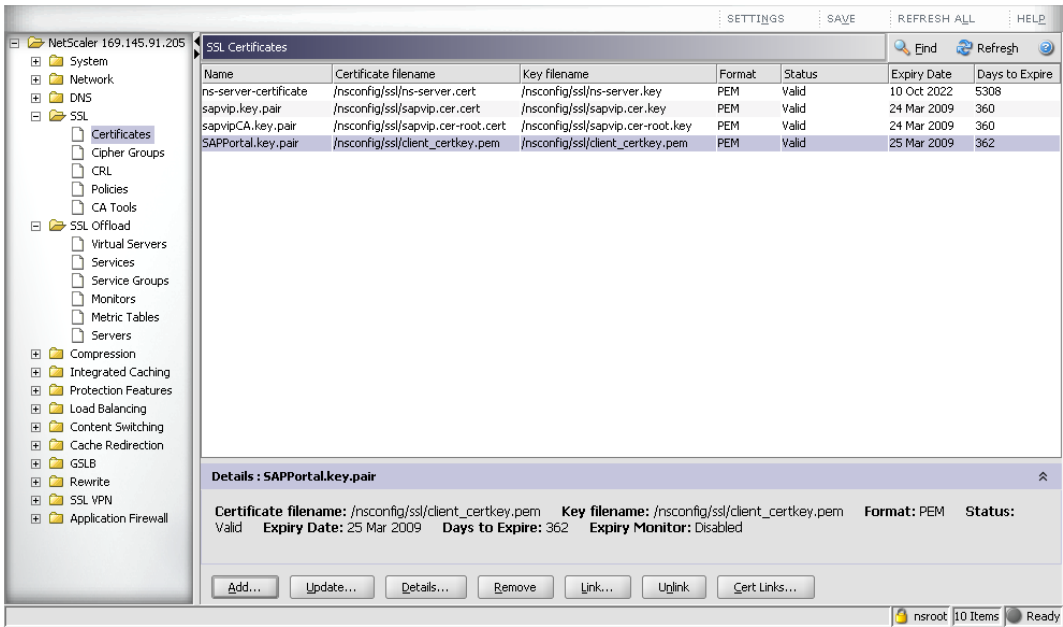 SETTINGS SAVE REFRESH ALL HELP
NetScaler 169.145.91.205
System
Network
DNS
SSL
Certificates
Cipher Groups
CRL
Policies
CA Tools
SSL Offload
Virtual Servers
Services
Service Groups
Monitors
Metric Tables
Servers
Compression
Integrated Caching
Protection Features
Load Balancing
Content Switching
Cache Redirection
GSLB
Rewrite
SSL VPN
Application Firewall
SSL Certificates Find Refresh
Name Certificate filename Key filename Format Status Expiry Date Days to Expire
ns-server-certificate /nsconfig/ssl/ns-server.cert /nsconfig/ssl/ns-server.key PEM Valid 10 Oct 2022 5308
sapvip.key.pair /nsconfig/ssl/sapvip.cer.cert /nsconfig/ssl/sapvip.cer.key PEM Valid 24 Mar 2009 360
sapvipCA.key.pair /nsconfig/ssl/sapvip.cer-root.cert /nsconfig/ssl/sapvip.cer-root.key PEM Valid 24 Mar 2009 360
SAPPortal.key.pair /nsconfig/ssl/client_certkey.pem /nsconfig/ssl/client_certkey.pem PEM Valid 25 Mar 2009 362
Details : SAPPortal.key.pair
Certificate filename: /nsconfig/ssl/client_certkey.pem Key filename: /nsconfig/ssl/client_certkey.pem Format: PEM Status:
Valid Expiry Date: 25 Mar 2009 Days to Expire: 362 Expiry Monitor: Disabled
Add... Update... Details... Remove Link... Unlink Cert Links...
nsroot 10 Items Ready